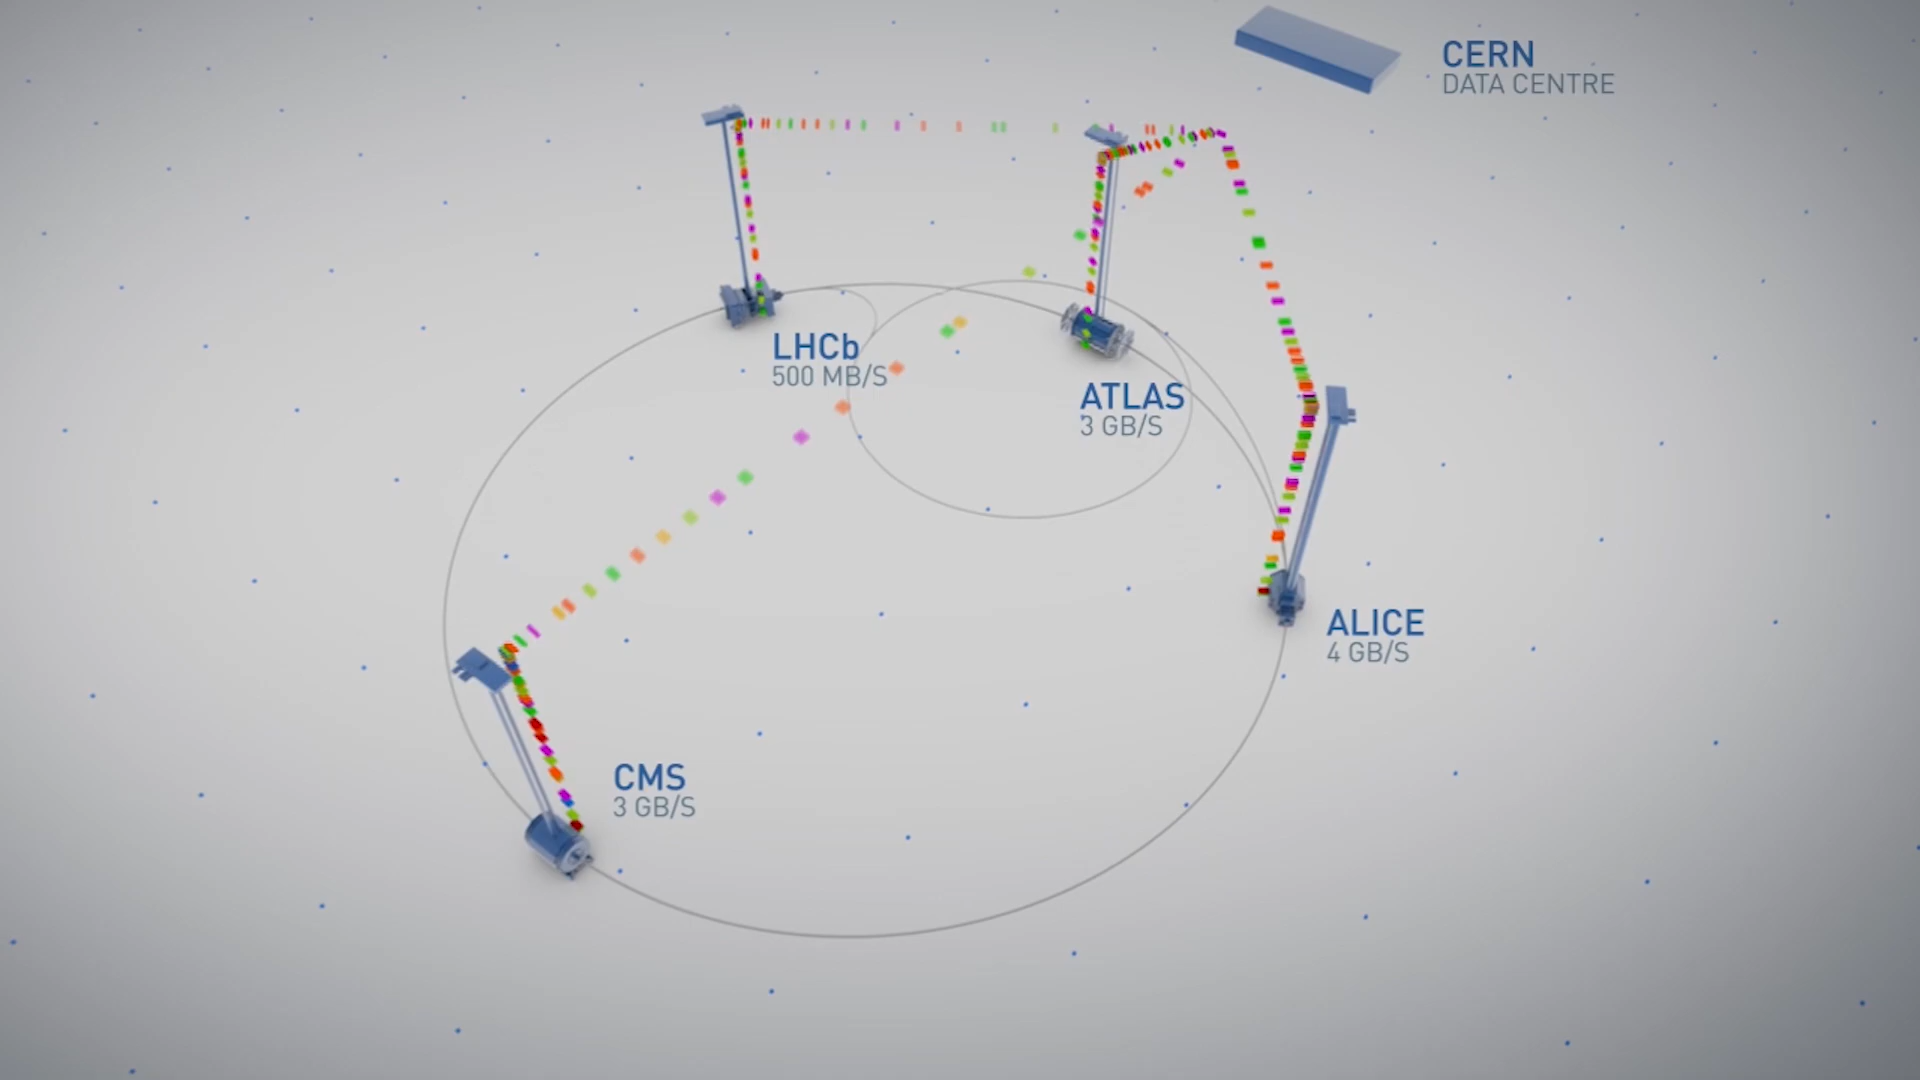 CERN
DATA CENTRE
LHCb
500 MB/S
ATLAS
3 GB/S
ALICE
4 GB/S
CMS
3 GB/S